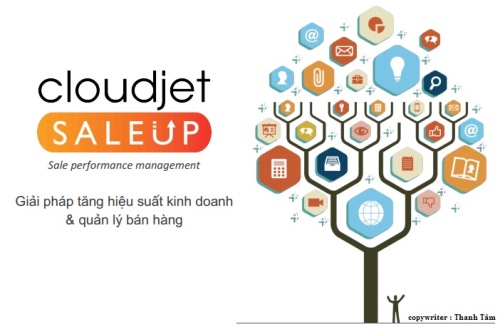 cloudjet
SALEUP
Sale performance management
Giải pháp tăng hiệu suất kinh doanh
& quản lý bán hàng
copywriter : Thanh Tâm